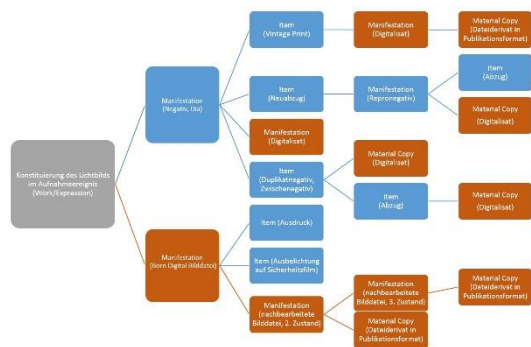 Konstituierung des Lichtbilds
im Aufnahmeereignis
(Work/Expression)
Manifestation
(Negativ, Dia)
Item
(Vintage Print)
Manifestation
(Digitalisat)
Material Copy
(Dateiderivat in
Publikationsformat)
Item
(Neuabzug)
Manifestation
(Repronegativ)
Item
(Abzug)
Material Copy
(Digitalisat)
Manifestation
(Digitalisat)
Item
(Duplikatnegativ,
Zwischenagativ)
Material Copy
(Digitalisat)
Item
(Abzug)
Material Copy
(Digitalisat)
Manifestation
(Born Digital Bilddatei)
Item (Ausdruck)
Item (Ausbelichtung
auf Sicherheitsfilm)
Manifestation
(nachbearbeitete
Bilddatei, 2. Zustand)
Manifestation
(nachbearbeitete
Bilddatei, 3. Zustand)
Material Copy
(Dateiderivat in
Publikationsformat)
Material Copy
(Dateiderivat in
Publikationsformat)